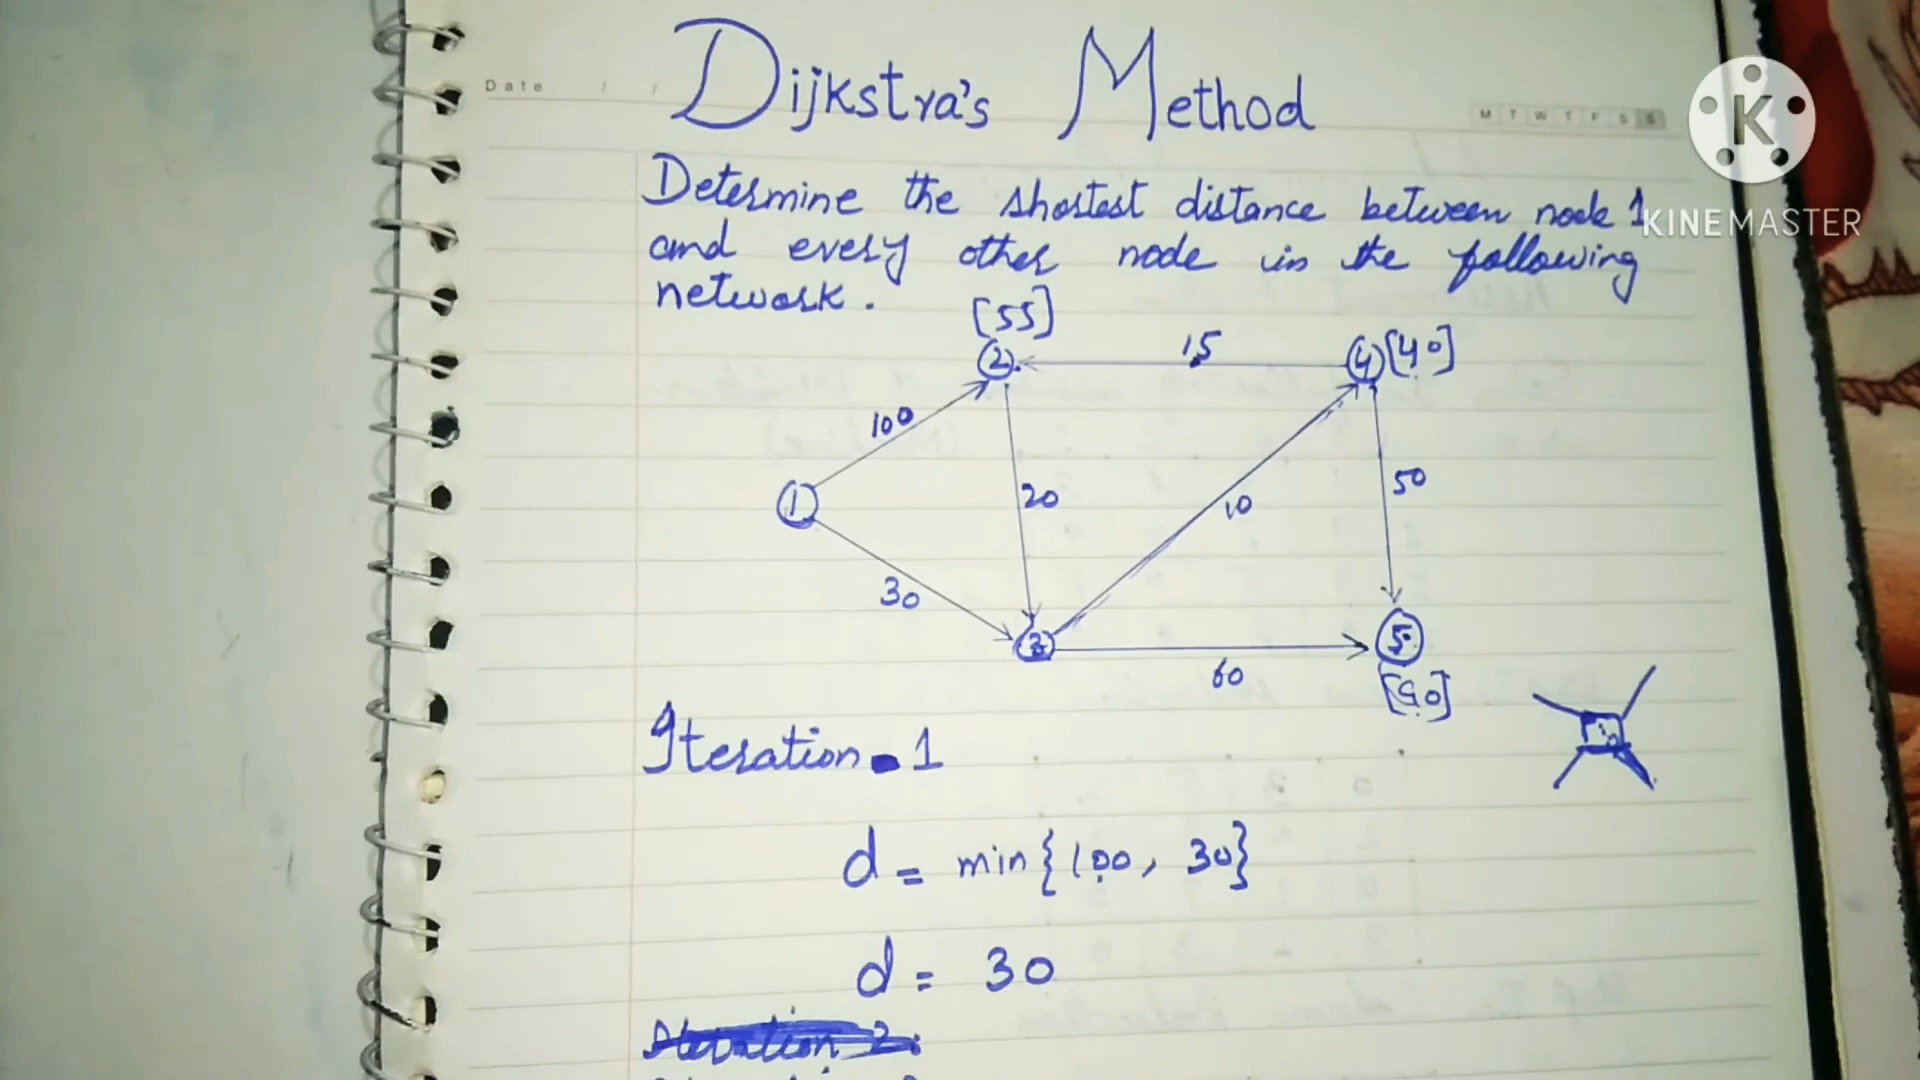 Date / /
Dijkstra's Method
M T W T F S S
K
KINEMASTER
Determine the shortest distance between node 1
and every other node in the following
network.
[55]
2
15
4 [40]
100
1
20
10
50
30
3
60
5
[90]
Iteration 1
d = min{100, 30}
d = 30
Iteration 2